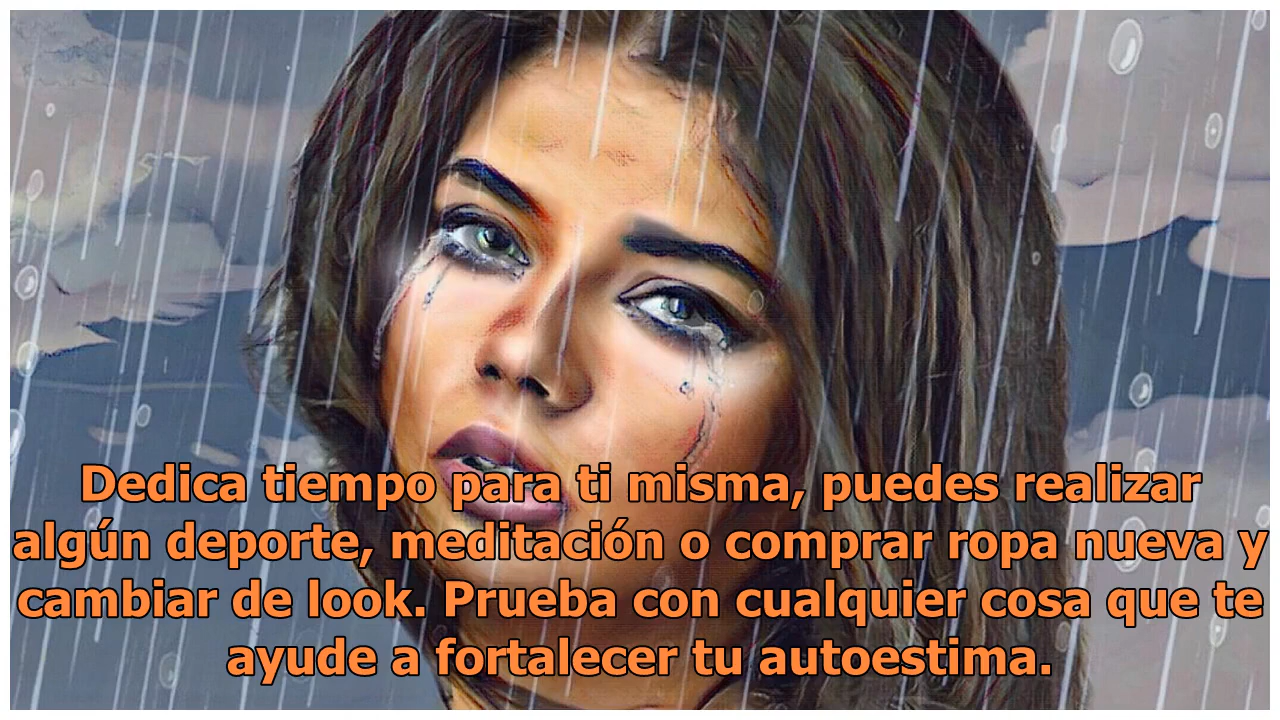 Dedica tiempo para ti misma, puedes realizar
algún deporte, meditación o comprar ropa nueva y
cambiar de look. Prueba con cualquier cosa que te
ayude a fortalecer tu autoestima.